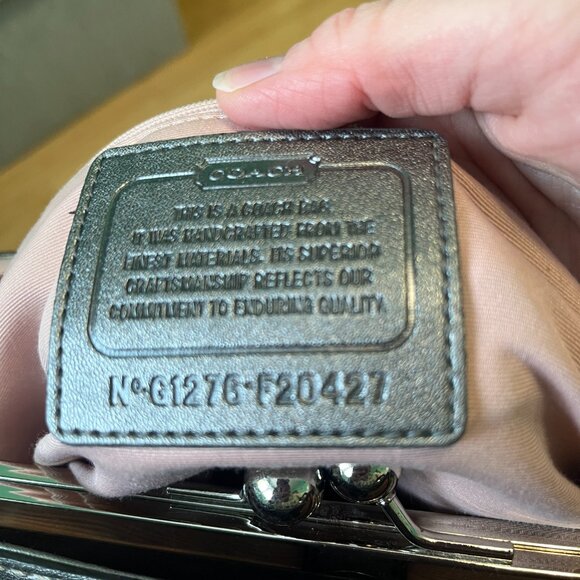 COACH
THIS IS A COACH BAG.
IT WAS HANDCRAFTED FROM THE
FINEST MATERIALS. ITS SUPERIOR
CRAFTSMANSHIP REFLECTS OUR
COMMITMENT TO ENDURING QUALITY.
Nº G1276-F20427